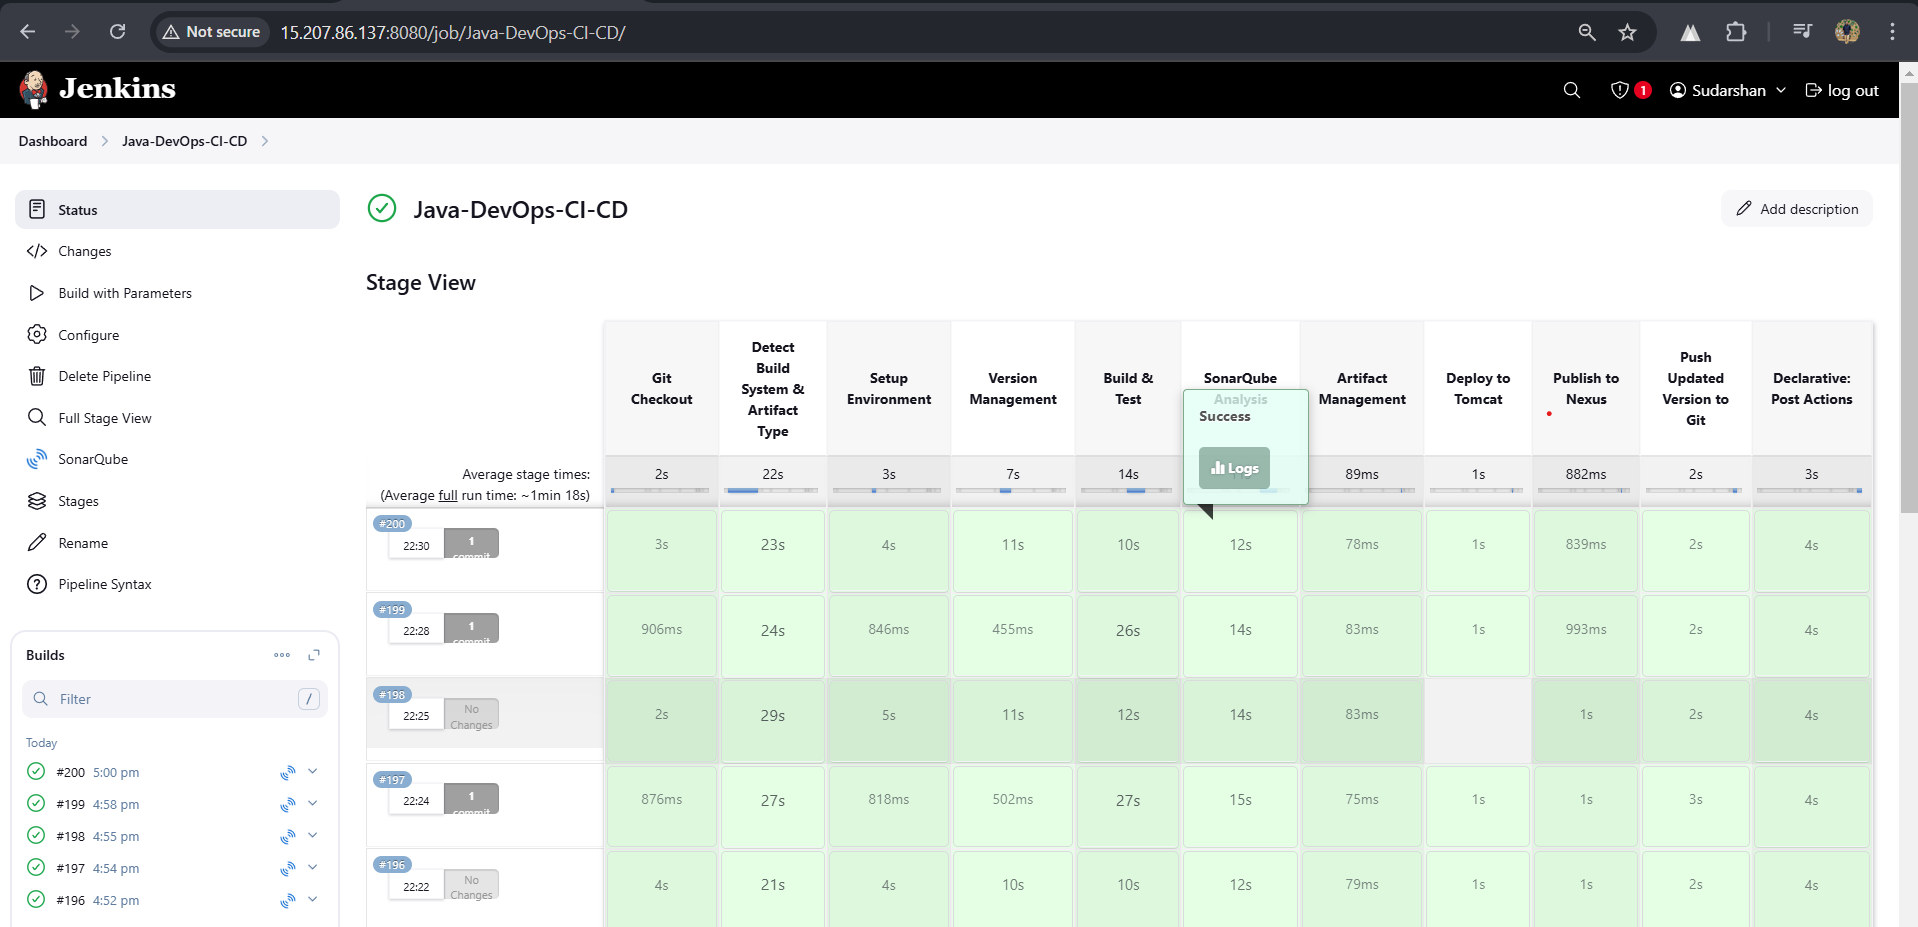 Not secure
15.207.86.137:8080/job/Java-DevOps-CI-CD/
Jenkins
1
Sudarshan
log out
Dashboard
Java-DevOps-CI-CD
Status
Changes
Build with Parameters
Configure
Delete Pipeline
Full Stage View
SonarQube
Stages
Rename
Pipeline Syntax
Builds
Filter
/
Today
#200 5:00 pm
#199 4:58 pm
#198 4:55 pm
#197 4:54 pm
#196 4:52 pm
Java-DevOps-CI-CD
Add description
Stage View
Git
Checkout
Detect
Build
System &
Artifact
Type
Setup
Environment
Version
Management
Build &
Test
SonarQube
Analysis
Artifact
Management
Deploy to
Tomcat
Publish to
Nexus
Push
Updated
Version to
Git
Declarative:
Post Actions
Success
Logs
Average stage times:
(Average full run time: ~1min 18s)
2s 22s 3s 7s 14s 89ms 1s 882ms 2s 3s
#200
22:30
1
commit
3s 23s 4s 11s 10s 12s 78ms 1s 839ms 2s 4s
#199
22:28
1
commit
906ms 24s 846ms 455ms 26s 14s 83ms 1s 993ms 2s 4s
#198
22:25
No
Changes
2s 29s 5s 11s 12s 14s 83ms 1s 2s 4s
#197
22:24
1
commit
876ms 27s 818ms 502ms 27s 15s 75ms 1s 1s 3s 4s
#196
22:22
No
Changes
4s 21s 4s 10s 10s 12s 79ms 1s 1s 2s 4s